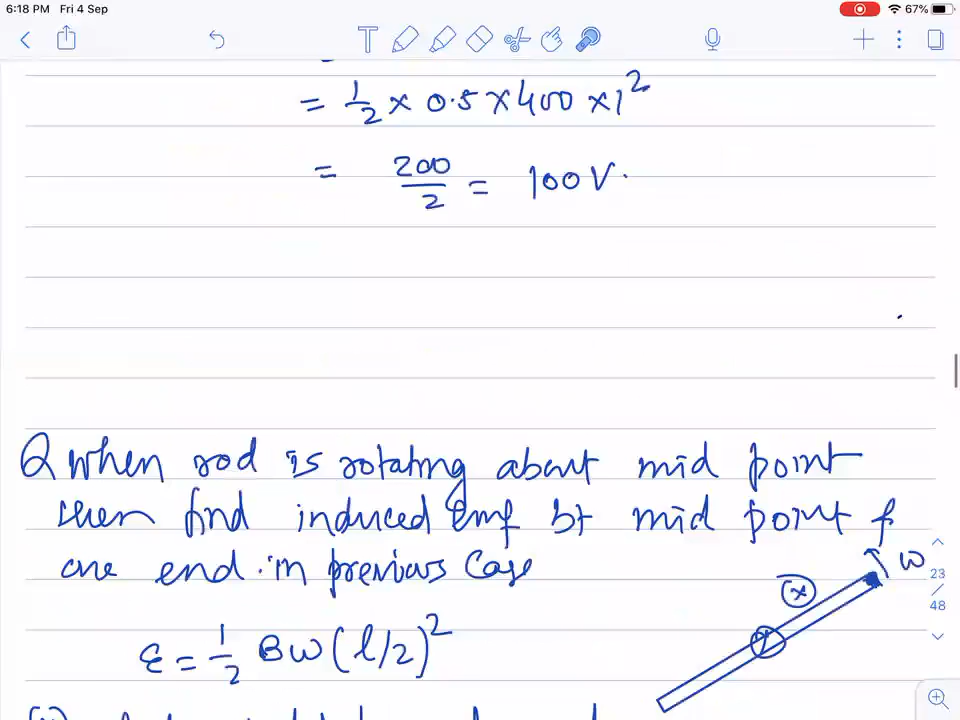 6:18 PM Fri 4 Sep
67%
= 1/2 × 0.5 × 400 × 1²
= 200/2 = 100 V.
Q when rod is rotating about mid point
then find induced Emf bt mid point &
one end in previous Case
ω
×
ε = 1/2 Bω (l/2)²
23
/
48